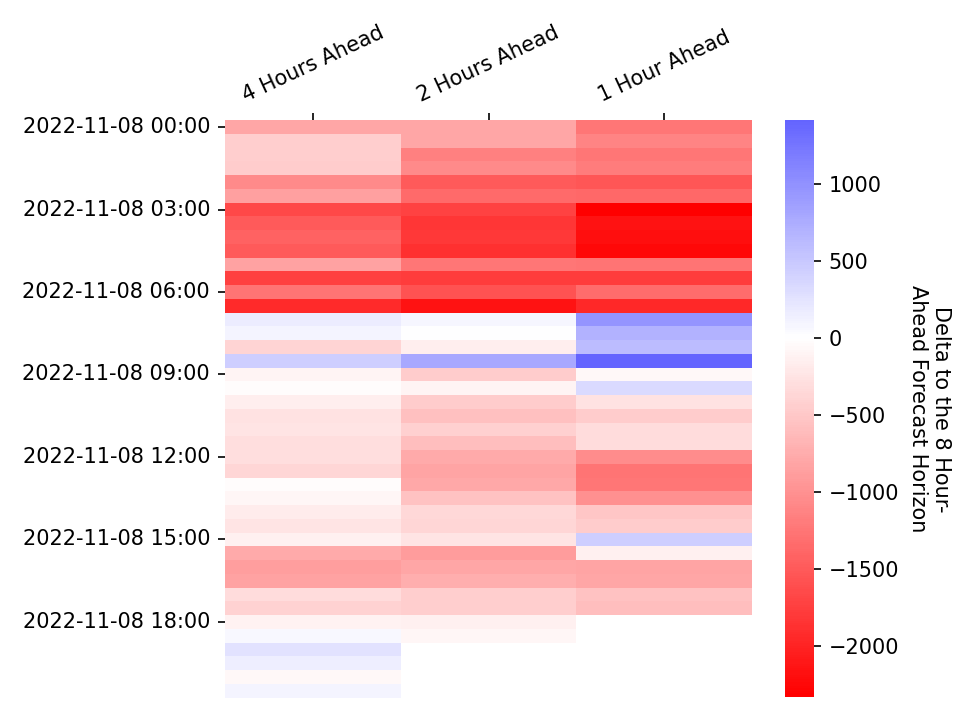 4 Hours Ahead
2 Hours Ahead
1 Hour Ahead
2022-11-08 00:00
2022-11-08 03:00
2022-11-08 06:00
2022-11-08 09:00
2022-11-08 12:00
2022-11-08 15:00
2022-11-08 18:00
1000
500
0
−500
−1000
−1500
−2000
Delta to the 8 Hour-
Ahead Forecast Horizon